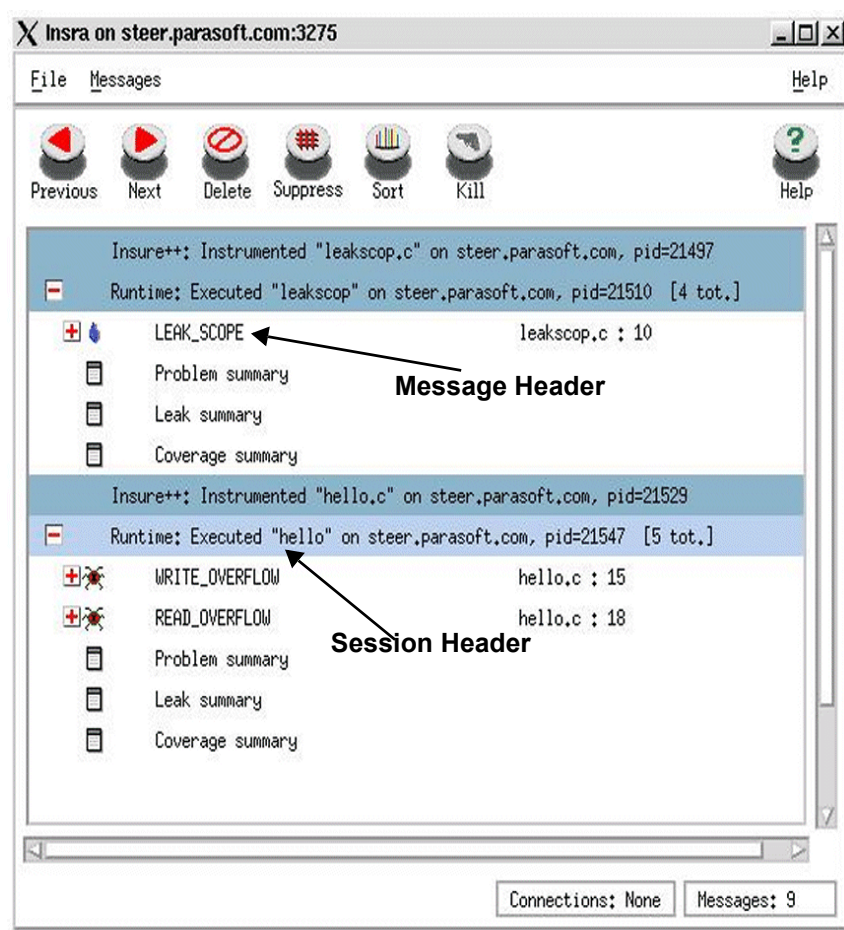 Insra on steer.parasoft.com:3275
File Messages Help
Previous Next Delete Suppress Sort Kill Help
Insure++: Instrumented "leakscop.c" on steer.parasoft.com, pid=21497
Runtime: Executed "leakscop" on steer.parasoft.com, pid=21510 [4 tot.]
LEAK_SCOPE leakscop.c : 10
Problem summary
Message Header
Leak summary
Coverage summary
Insure++: Instrumented "hello.c" on steer.parasoft.com, pid=21529
Runtime: Executed "hello" on steer.parasoft.com, pid=21547 [5 tot.]
WRITE_OVERFLOW hello.c : 15
READ_OVERFLOW hello.c : 18
Session Header
Problem summary
Leak summary
Coverage summary
Connections: None Messages: 9